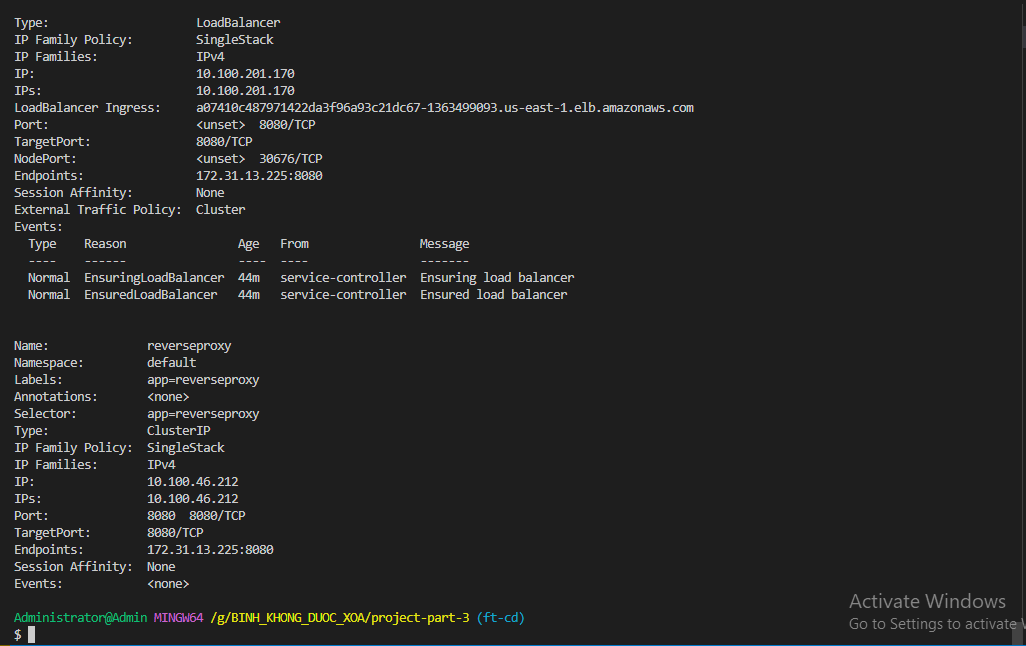 Type:                     LoadBalancer
IP Family Policy:         SingleStack
IP Families:              IPv4
IP:                       10.100.201.170
IPs:                      10.100.201.170
LoadBalancer Ingress:     a07410c487971422da3f96a93c21dc67-1363499093.us-east-1.elb.amazonaws.com
Port:                     <unset>  8080/TCP
TargetPort:               8080/TCP
NodePort:                 <unset>  30676/TCP
Endpoints:                172.31.13.225:8080
Session Affinity:         None
External Traffic Policy:  Cluster
Events:
  Type    Reason                Age   From                Message
  ----    ------                ----  ----                -------
  Normal  EnsuringLoadBalancer  44m   service-controller  Ensuring load balancer
  Normal  EnsuredLoadBalancer   44m   service-controller  Ensured load balancer
Name:              reverseproxy
Namespace:         default
Labels:            app=reverseproxy
Annotations:       <none>
Selector:          app=reverseproxy
Type:              ClusterIP
IP Family Policy:  SingleStack
IP Families:       IPv4
IP:                10.100.46.212
IPs:               10.100.46.212
Port:              8080  8080/TCP
TargetPort:        8080/TCP
Endpoints:         172.31.13.225:8080
Session Affinity:  None
Events:            <none>
Administrator@Admin MINGW64 /g/BINH_KHONG_DUOC_XOA/project-part-3 (ft-cd)
$
Activate Windows
Go to Settings to activate W